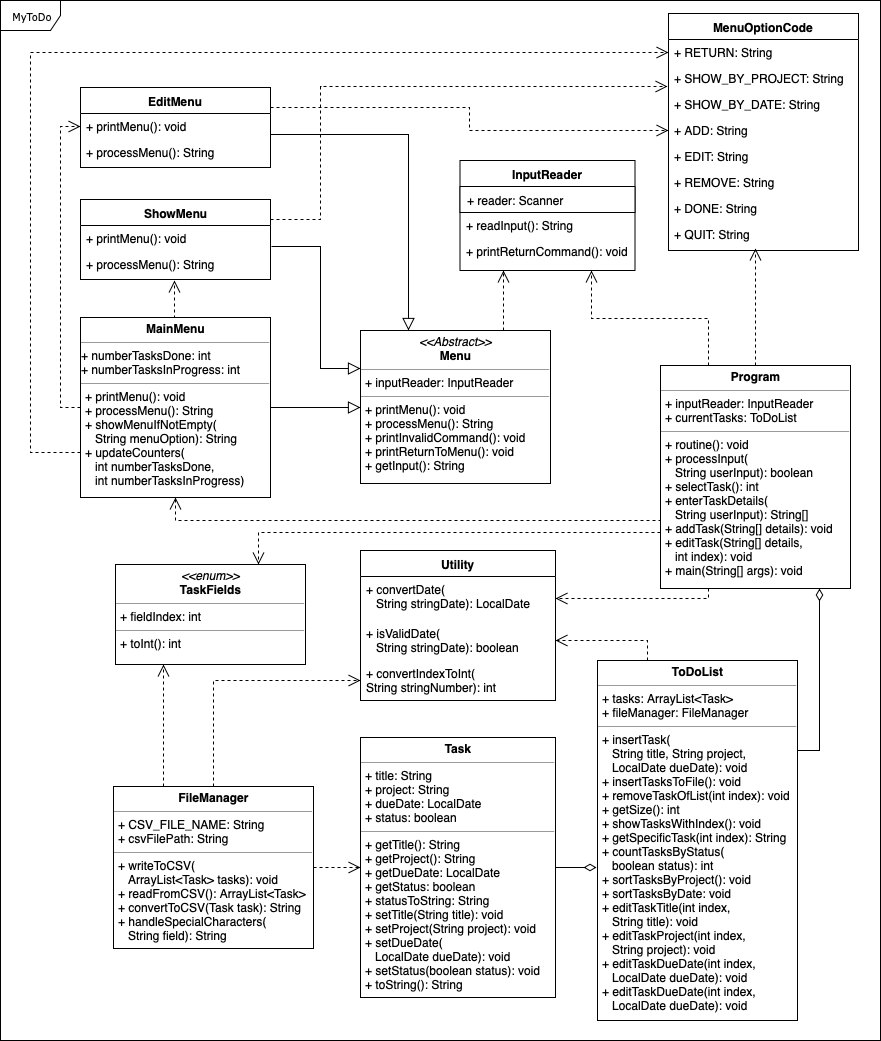 MyToDo
MenuOptionCode
+ RETURN: String
+ SHOW_BY_PROJECT: String
+ SHOW_BY_DATE: String
+ ADD: String
+ EDIT: String
+ REMOVE: String
+ DONE: String
+ QUIT: String
EditMenu
+ printMenu(): void
+ processMenu(): String
InputReader
+ reader: Scanner
+ readInput(): String
+ printReturnCommand(): void
ShowMenu
+ printMenu(): void
+ processMenu(): String
MainMenu
+ numberTasksDone: int
+ numberTasksInProgress: int
+ printMenu(): void
+ processMenu(): String
+ showMenuIfNotEmpty(
String menuOption): String
+ updateCounters(
int numberTasksDone,
int numberTasksInProgress)
<<Abstract>>
Menu
+ inputReader: InputReader
+ printMenu(): void
+ processMenu(): String
+ printInvalidCommand(): void
+ printReturnToMenu(): void
+ getInput(): String
Program
+ inputReader: InputReader
+ currentTasks: ToDoList
+ routine(): void
+ processInput(
String userInput): boolean
+ selectTask(): int
+ enterTaskDetails(
String userInput): String[]
+ addTask(String[] details): void
+ editTask(String[] details,
int index): void
+ main(String[] args): void
<<enum>>
TaskFields
+ fieldIndex: int
+ toInt(): int
Utility
+ convertDate(
String stringDate): LocalDate
+ isValidDate(
String stringDate): boolean
+ convertIndexToInt(
String stringNumber): int
ToDoList
+ tasks: ArrayList<Task>
+ fileManager: FileManager
+ insertTask(
String title, String project,
LocalDate dueDate): void
+ insertTasksToFile(): void
+ removeTaskOfList(int index): void
+ getSize(): int
+ showTasksWithIndex(): void
+ getSpecificTask(int index): String
+ countTasksByStatus(
boolean status): int
+ sortTasksByProject(): void
+ sortTasksByDate: void
+ editTaskTitle(int index,
String title): void
+ editTaskProject(int index,
String project): void
+ editTaskDueDate(int index,
LocalDate dueDate): void
+ editTaskDueDate(int index,
LocalDate dueDate): void
Task
+ title: String
+ project: String
+ dueDate: LocalDate
+ status: boolean
+ getTitle(): String
+ getProject(): String
+ getDueDate: LocalDate
+ getStatus: boolean
+ statusToString: String
+ setTitle(String title): void
+ setProject(String project): void
+ setDueDate(
LocalDate dueDate): void
+ setStatus(boolean status): void
+ toString(): String
FileManager
+ CSV_FILE_NAME: String
+ csvFilePath: String
+ writeToCSV(
ArrayList<Task> tasks): void
+ readFromCSV(): ArrayList<Task>
+ convertToCSV(Task task): String
+ handleSpecialCharacters(
String field): String